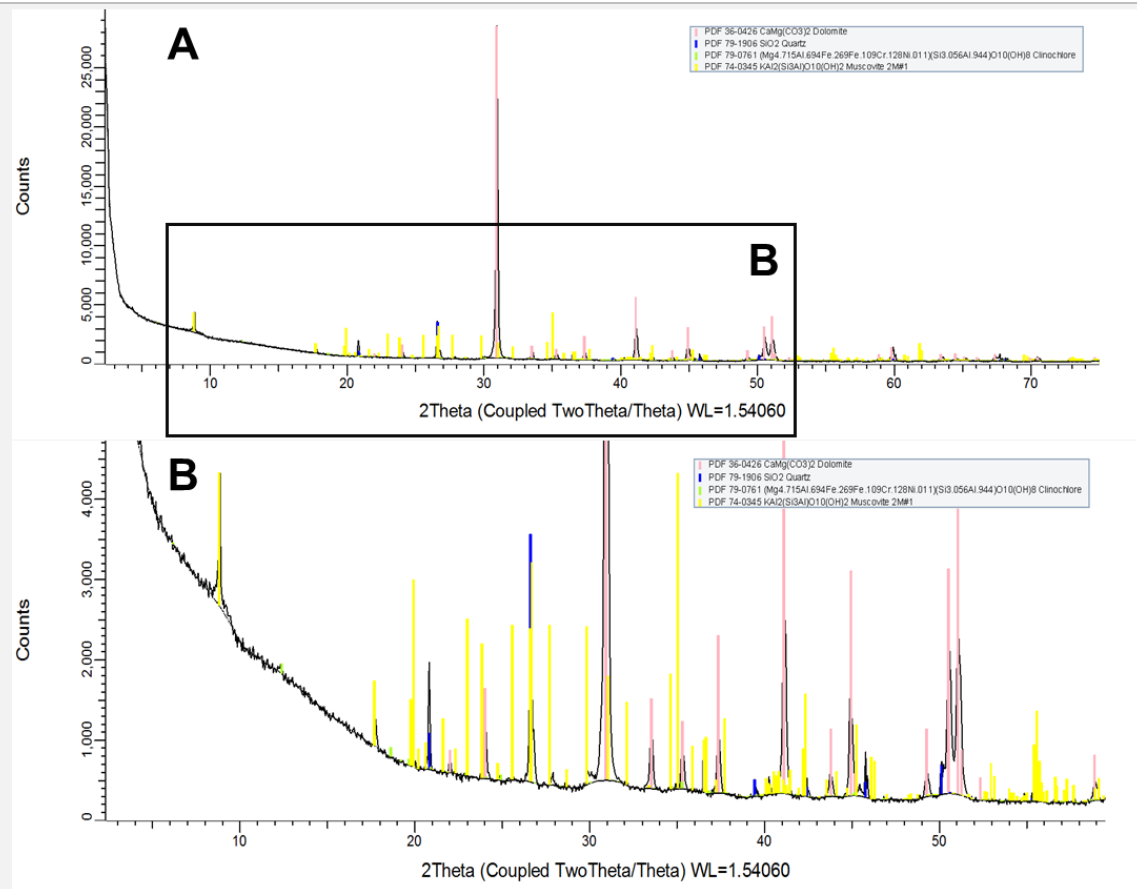 A
PDF 36-0426 CaMg(CO3)2 Dolomite
PDF 79-1906 SiO2 Quartz
PDF 79-0761 (Mg4.715Al.694Fe.269Fe.109Cr.128Ni.011)(Si3.056Al.944)O10(OH)8 Clinochlore
PDF 74-0345 KAl2(Si3Al)O10(OH)2 Muscovite 2M#1
Counts
25,000
20,000
15,000
10,000
5,000
0
B
10
20
30
40
50
60
70
2Theta (Coupled TwoTheta/Theta) WL=1.54060
B
PDF 36-0426 CaMg(CO3)2 Dolomite
PDF 79-1906 SiO2 Quartz
PDF 79-0761 (Mg4.715Al.694Fe.269Fe.109Cr.128Ni.011)(Si3.056Al.944)O10(OH)8 Clinochlore
PDF 74-0345 KAl2(Si3Al)O10(OH)2 Muscovite 2M#1
Counts
4,000
3,000
2,000
1,000
0
10
20
30
40
50
2Theta (Coupled TwoTheta/Theta) WL=1.54060